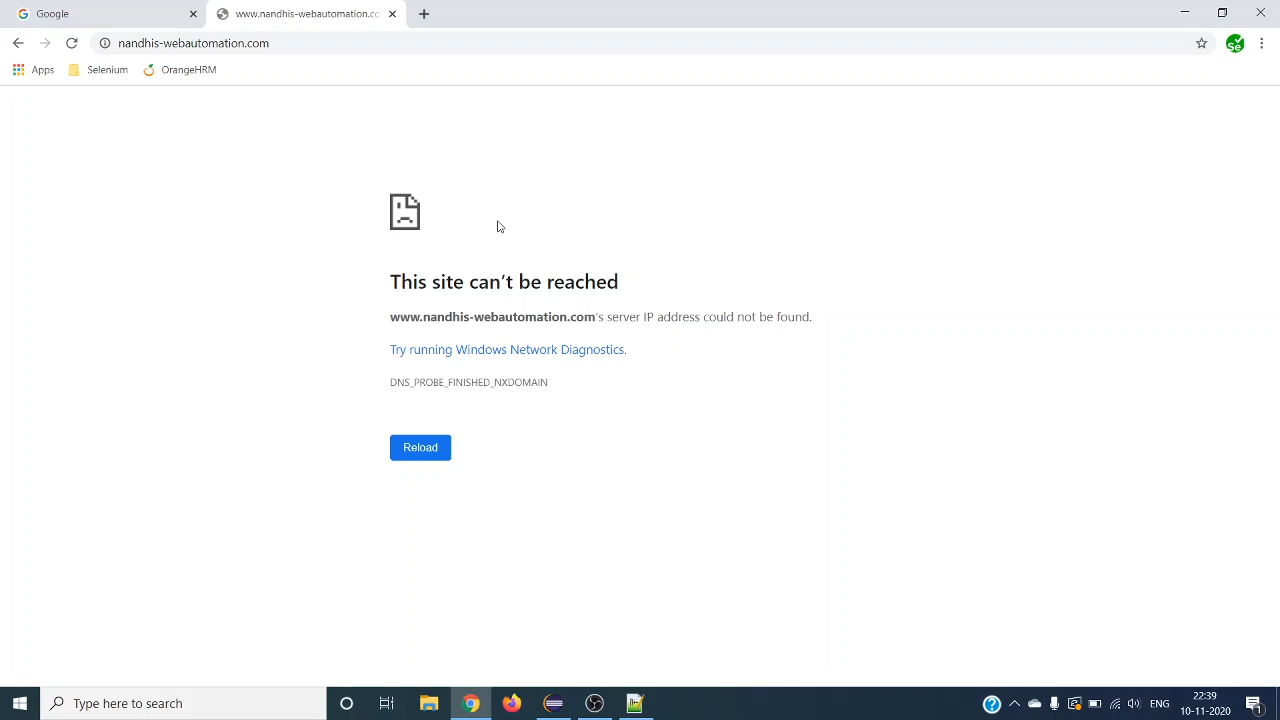 Google
www.nandhis-webautomation.co
nandhis-webautomation.com
Se
Apps
Selenium
OrangeHRM
This site can't be reached
www.nandhis-webautomation.com's server IP address could not be found.
Try running Windows Network Diagnostics.
DNS_PROBE_FINISHED_NXDOMAIN
Reload
Type here to search
ENG
22:39
10-11-2020
1